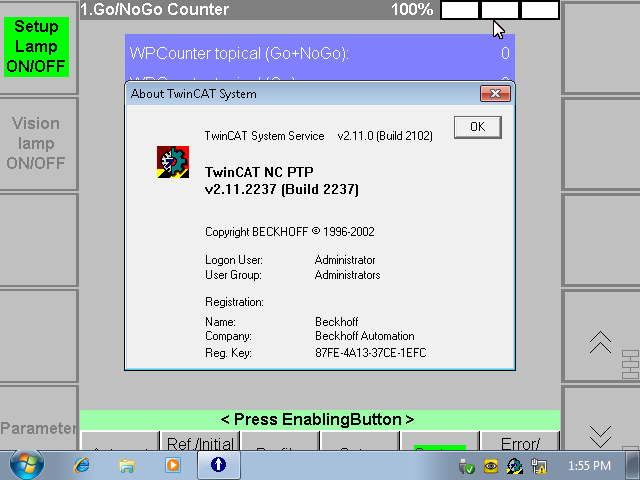 1.Go/NoGo Counter 100%
Setup
Lamp
ON/OFF
WPCounter topical (Go+NoGo): 0
About TwinCAT System
OK
TwinCAT System Service v2.11.0 (Build 2102)
Vision
lamp
ON/OFF
TwinCAT NC PTP
v2.11.2237 (Build 2237)
Copyright BECKHOFF © 1996-2002
Logon User: Administrator
User Group: Administrators
Registration:
Name: Beckhoff
Company: Beckhoff Automation
Reg. Key: 87FE-4A13-37CE-1EFC
< Press EnablingButton >
Parameter
Ref./Initial
Error/
1:55 PM